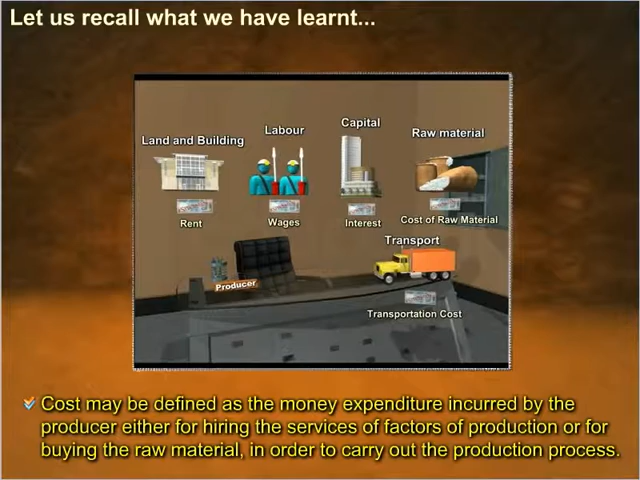 Let us recall what we have learnt...
Land and Building
Labour
Capital
Raw material
Rent
Wages
Interest
Cost of Raw Material
Transport
Producer
Transportation Cost
Cost may be defined as the money expenditure incurred by the
producer either for hiring the services of factors of production or for
buying the raw material, in order to carry out the production process.